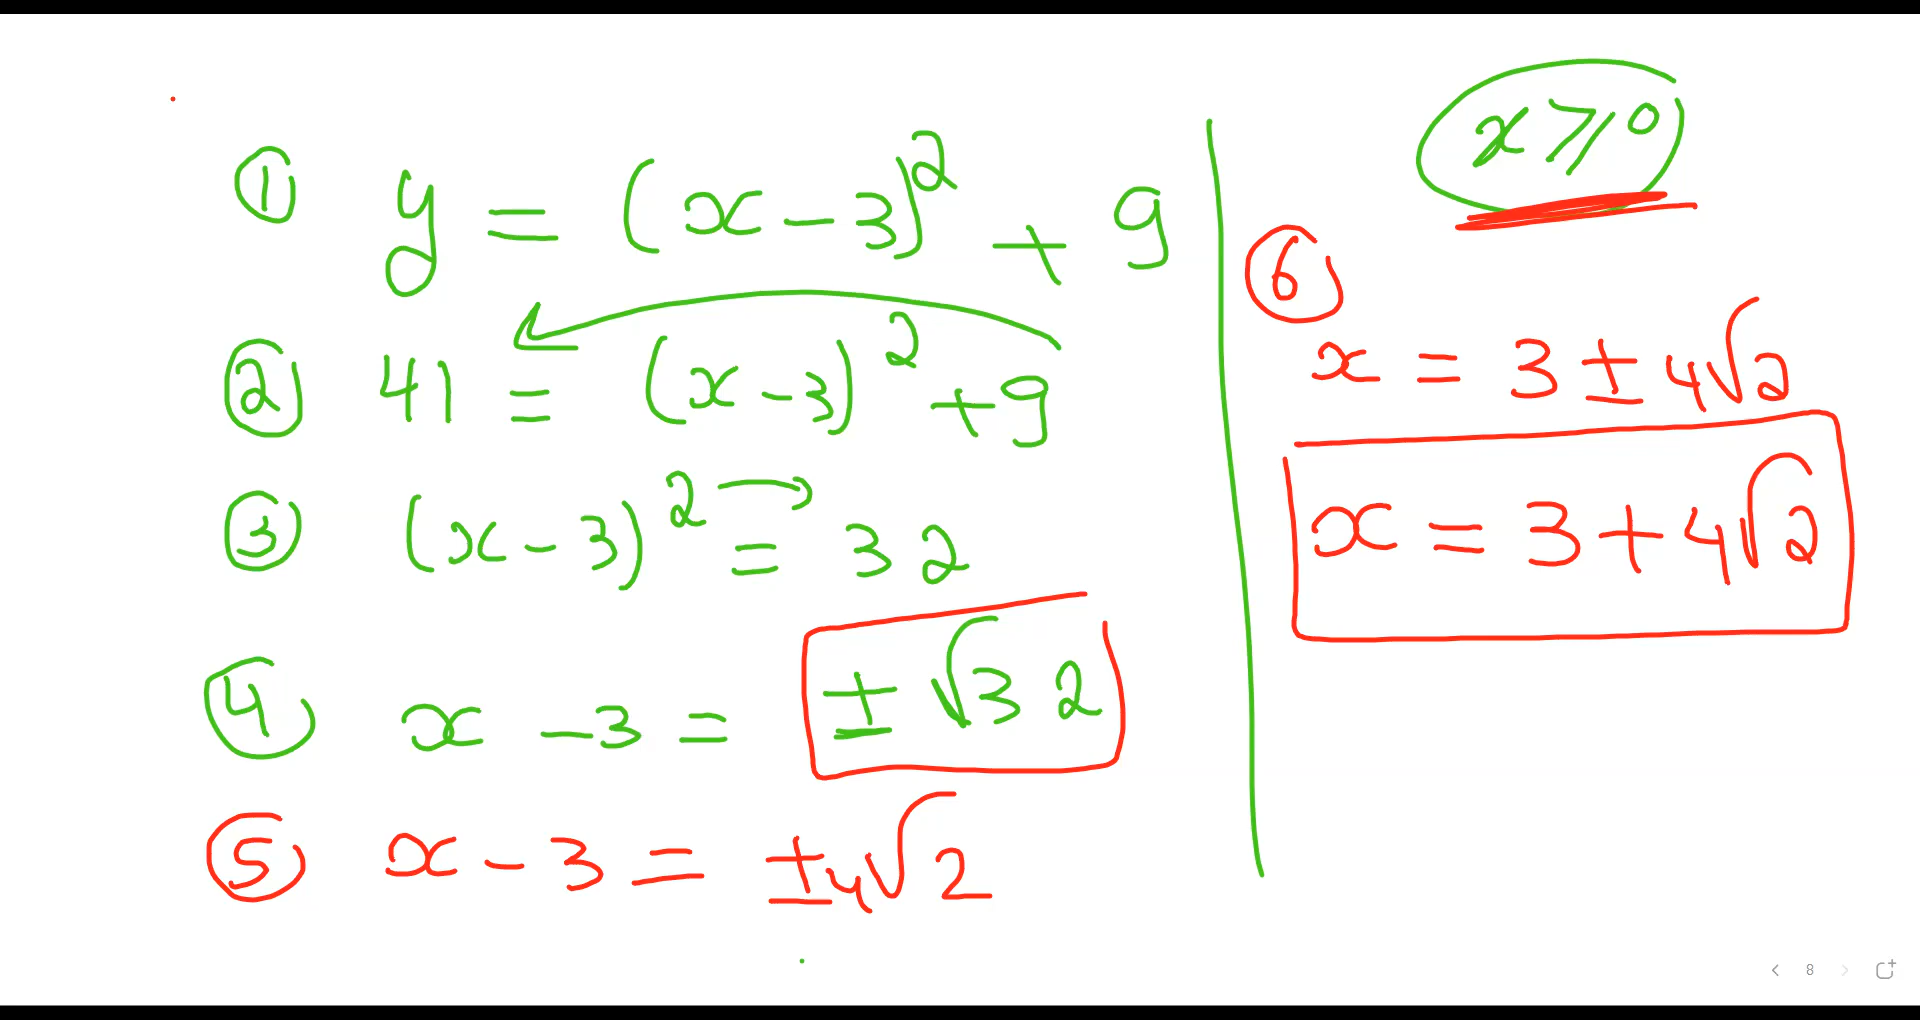 ① y = (x - 3)² + 9
② 41 = (x - 3)² + 9
③ (x - 3)² = 32
④ x - 3 = ± √32
⑤ x - 3 = ± 4√2
x ⩾ 0
⑥
x = 3 ± 4√2
x = 3 + 4√2
8